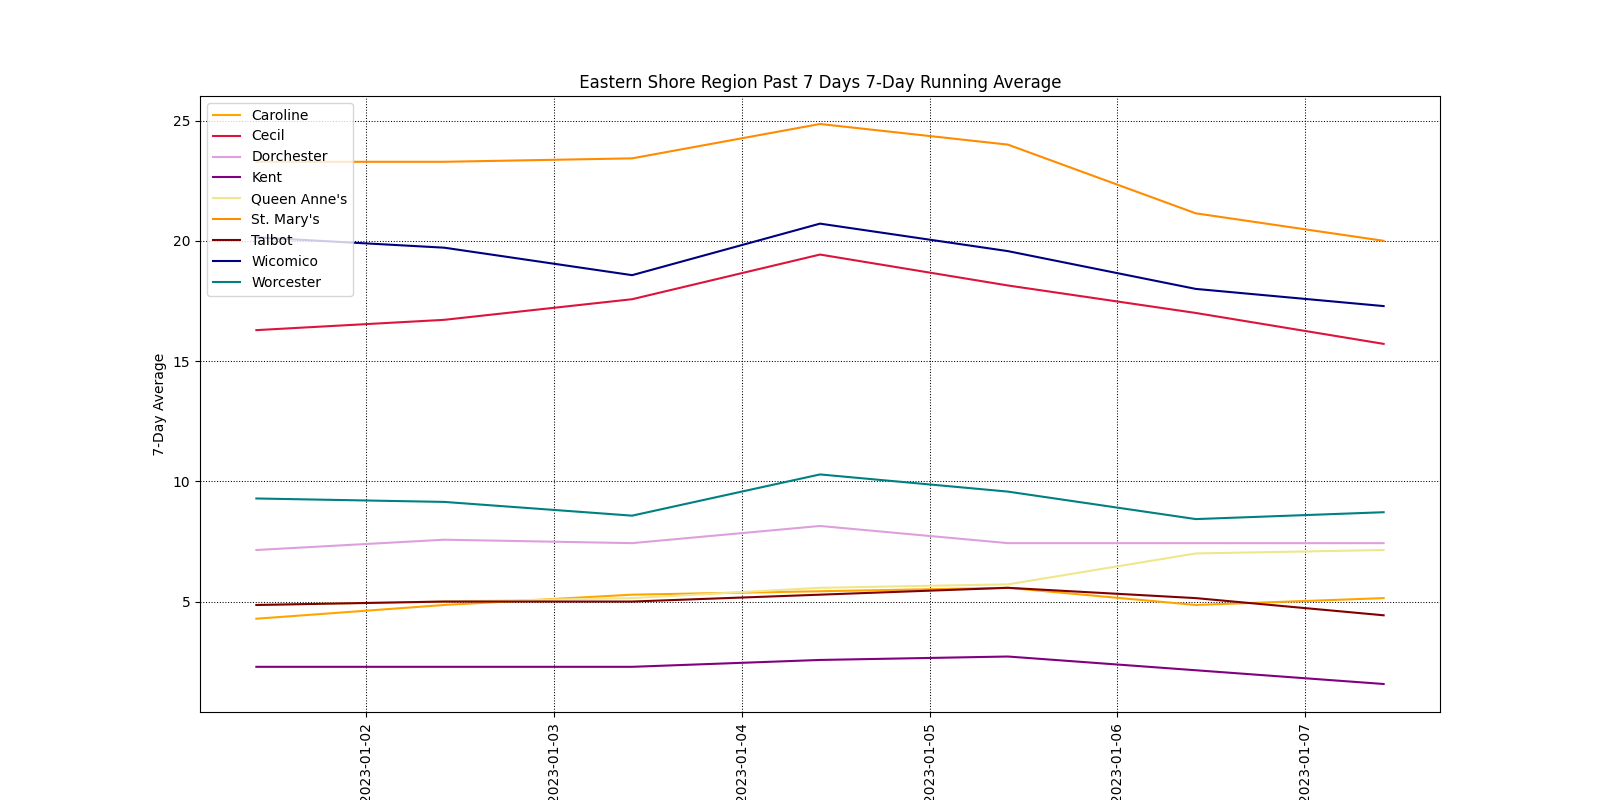 Eastern Shore Region Past 7 Days 7-Day Running Average
Caroline
Cecil
Dorchester
Kent
Queen Anne's
St. Mary's
Talbot
Wicomico
Worcester
7-Day Average
25
20
15
10
5
2023-01-02
2023-01-03
2023-01-04
2023-01-05
2023-01-06
2023-01-07